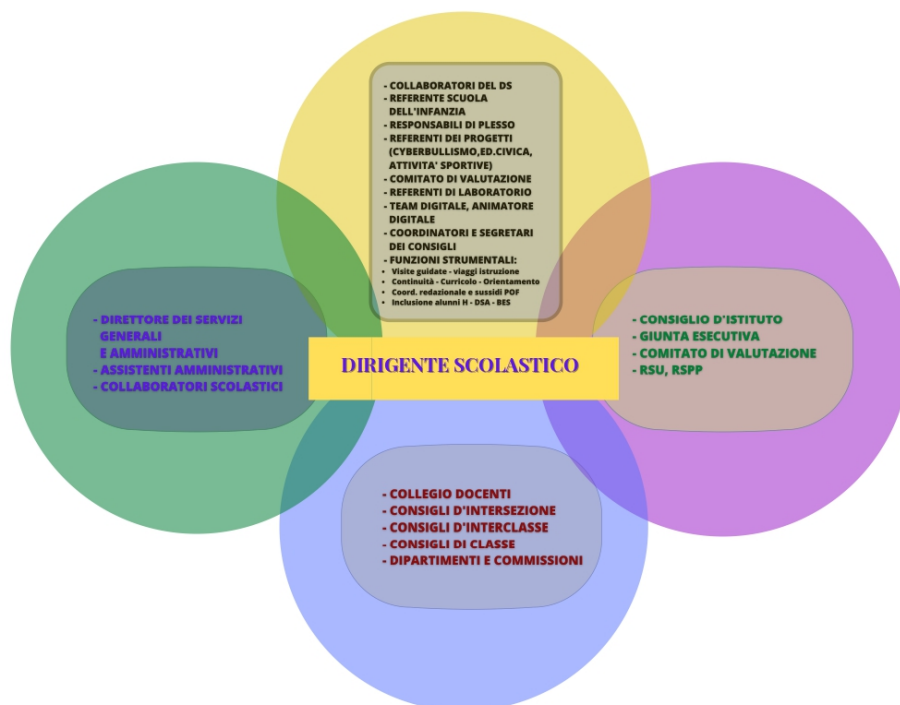 - COLLABORATORI DEL DS
- REFERENTE SCUOLA
DELL'INFANZIA
- RESPONSABILI DI PLESSO
- REFERENTI DEI PROGETTI
(CYBERBULLISMO,ED.CIVICA,
ATTIVITA' SPORTIVE)
- COMITATO DI VALUTAZIONE
- REFERENTI DI LABORATORIO
- TEAM DIGITALE, ANIMATORE
DIGITALE
- COORDINATORI E SEGRETARI
DEI CONSIGLI
- FUNZIONI STRUMENTALI:
• Visite guidate - viaggi istruzione
• Continuità - Curricolo - Orientamento
• Coord. redazionale e sussidi POF
• Inclusione alunni H - DSA - BES
- DIRETTORE DEI SERVIZI
GENERALI
E AMMINISTRATIVI
- ASSISTENTI AMMINISTRATIVI
- COLLABORATORI SCOLASTICI
DIRIGENTE SCOLASTICO
- CONSIGLIO D'ISTITUTO
- GIUNTA ESECUTIVA
- COMITATO DI VALUTAZIONE
- RSU, RSPP
- COLLEGIO DOCENTI
- CONSIGLI D'INTERSEZIONE
- CONSIGLI D'INTERCLASSE
- CONSIGLI DI CLASSE
- DIPARTIMENTI E COMMISSIONI